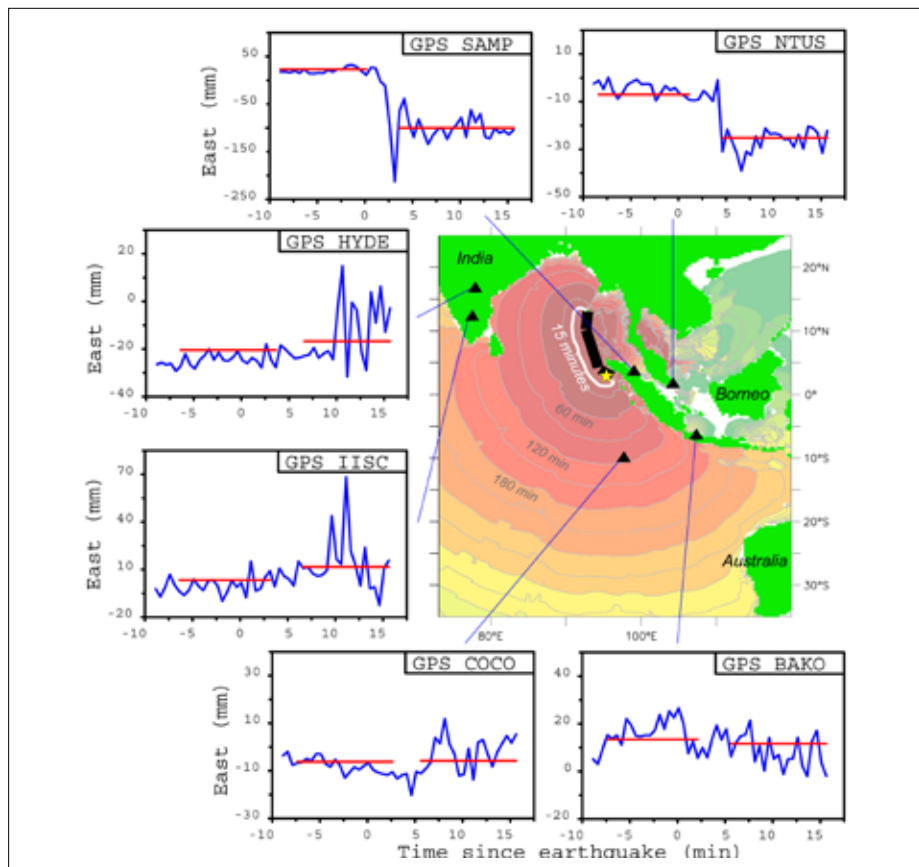 GPS SAMP
East (mm)
50
-50
-150
-250
-10 -5 0 5 10 15
GPS NTUS
10
-10
-30
-50
-10 -5 0 5 10 15
GPS HYDE
East (mm)
20
0
-20
-40
-10 -5 0 5 10 15
GPS IISC
East (mm)
70
40
10
-20
-10 -5 0 5 10 15
India
15 minutes
60 min
120 min
180 min
Borneo
Australia
20°N
10°N
0°
10°S
20°S
30°S
80°E 100°E
GPS COCO
East (mm)
30
10
-10
-30
-10 -5 0 5 10 15
GPS BAKO
40
20
0
-20
-10 -5 0 5 10 15
Time since earthquake (min)